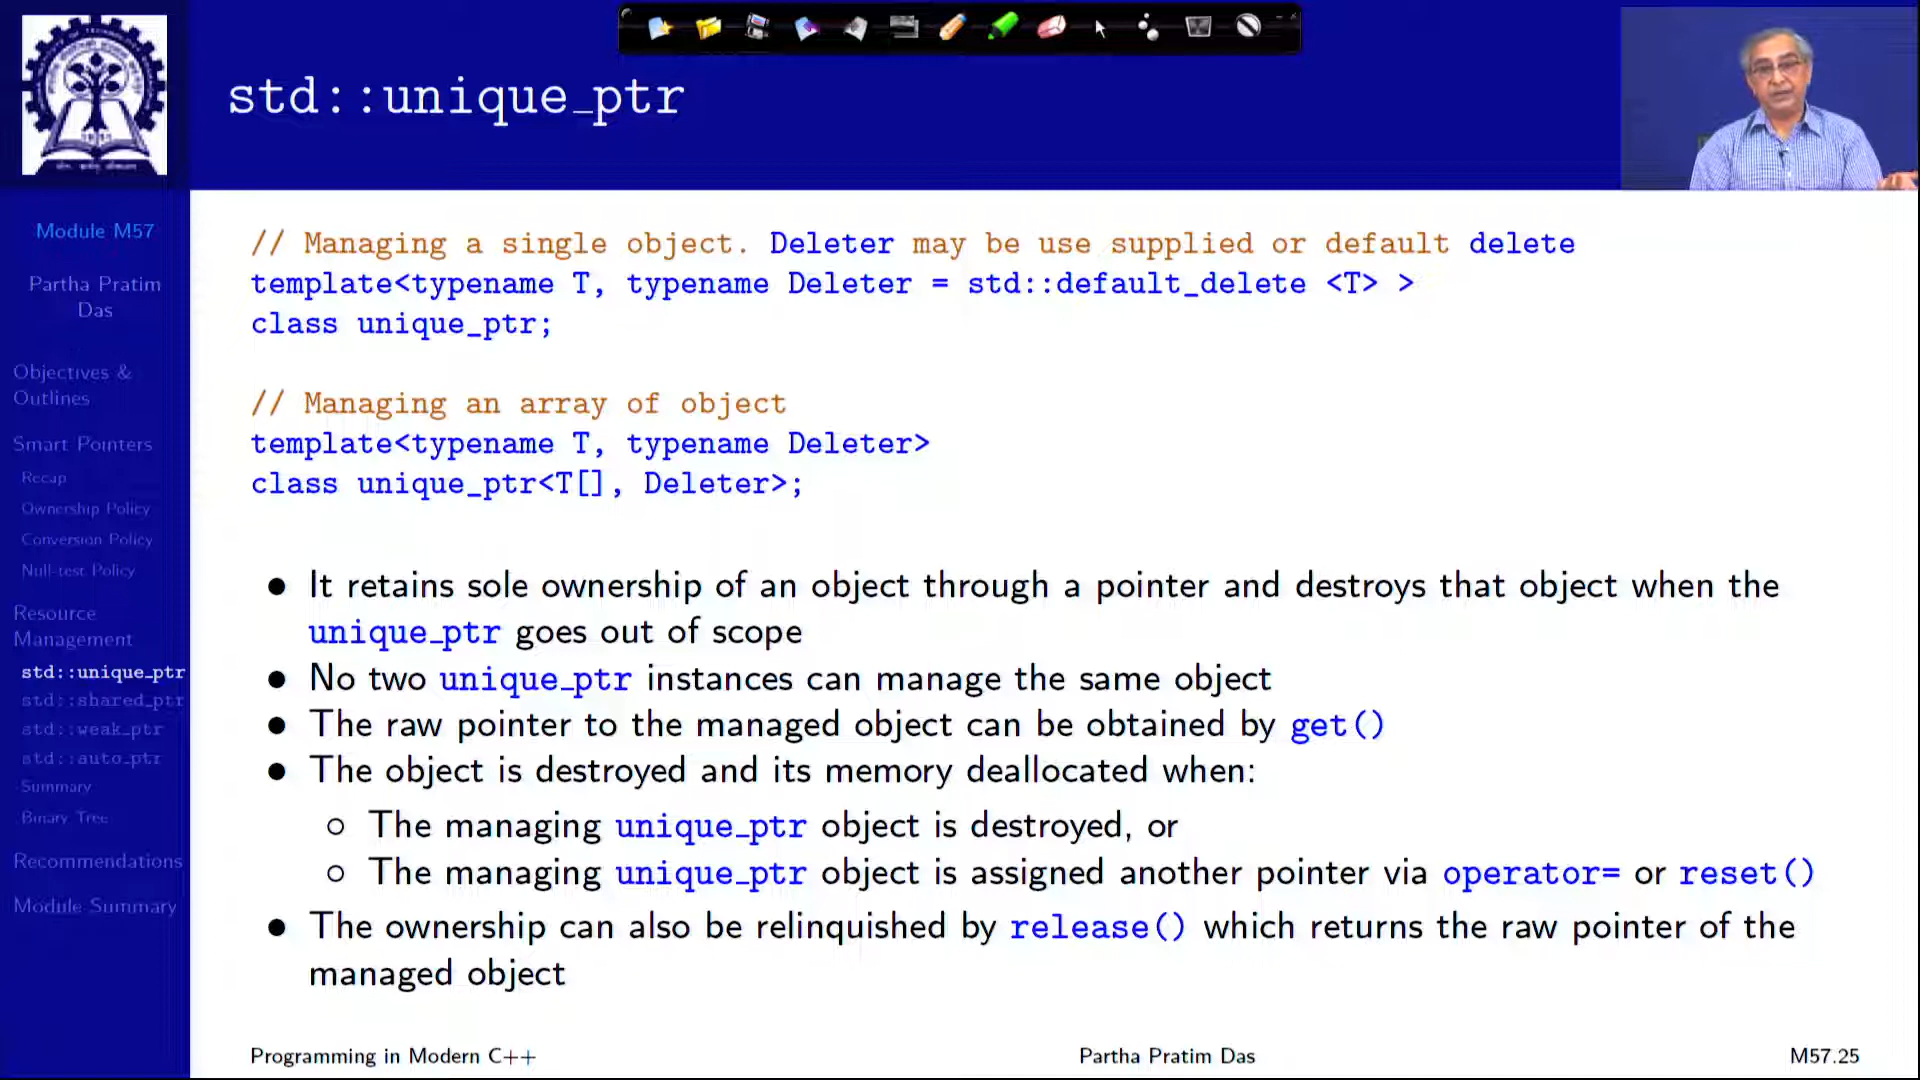 std::unique_ptr
Module M57
Partha Pratim
Das
Objectives &
Outlines
Smart Pointers
Recap
Ownership Policy
Conversion Policy
Null-test Policy
Resource
Management
std::unique_ptr
std::shared_ptr
std::weak_ptr
std::auto_ptr
Summary
Binary Tree
Recommendations
Module Summary
// Managing a single object. Deleter may be use supplied or default delete
template<typename T, typename Deleter = std::default_delete <T> >
class unique_ptr;
// Managing an array of object
template<typename T, typename Deleter>
class unique_ptr<T[], Deleter>;
● It retains sole ownership of an object through a pointer and destroys that object when the
unique_ptr goes out of scope
● No two unique_ptr instances can manage the same object
● The raw pointer to the managed object can be obtained by get()
● The object is destroyed and its memory deallocated when:
○ The managing unique_ptr object is destroyed, or
○ The managing unique_ptr object is assigned another pointer via operator= or reset()
● The ownership can also be relinquished by release() which returns the raw pointer of the
managed object
Programming in Modern C++
Partha Pratim Das
M57.25